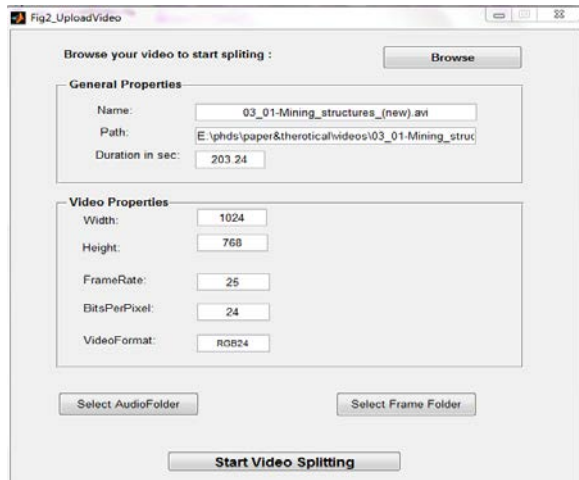 Fig2_UploadVideo
Browse your video to start spliting :
Browse
General Properties
Name: 03_01-Mining_structures_(new).avi
Path: E:\phds\paper&therotical\videos\03_01-Mining_struc
Duration in sec: 203.24
Video Properties
Width: 1024
Height: 768
FrameRate: 25
BitsPerPixel: 24
VideoFormat: RGB24
Select AudioFolder Select Frame Folder
Start Video Splitting